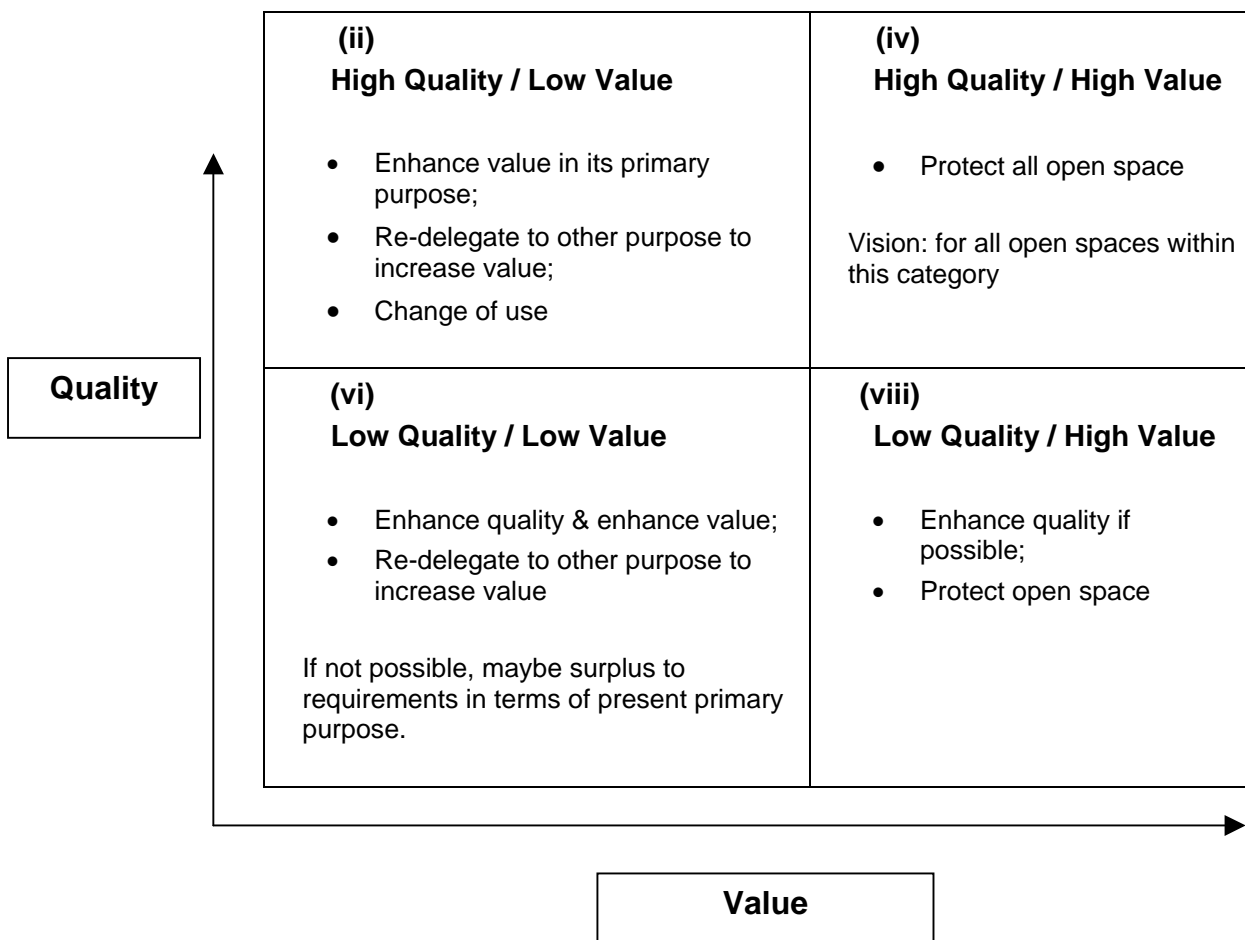 (ii)
High Quality / Low Value
• Enhance value in its primary
purpose;
• Re-delegate to other purpose to
increase value;
• Change of use
(iv)
High Quality / High Value
• Protect all open space
Vision: for all open spaces within
this category
Quality
(vi)
Low Quality / Low Value
• Enhance quality & enhance value;
• Re-delegate to other purpose to
increase value
If not possible, maybe surplus to
requirements in terms of present primary
purpose.
(viii)
Low Quality / High Value
• Enhance quality if
possible;
• Protect open space
Value